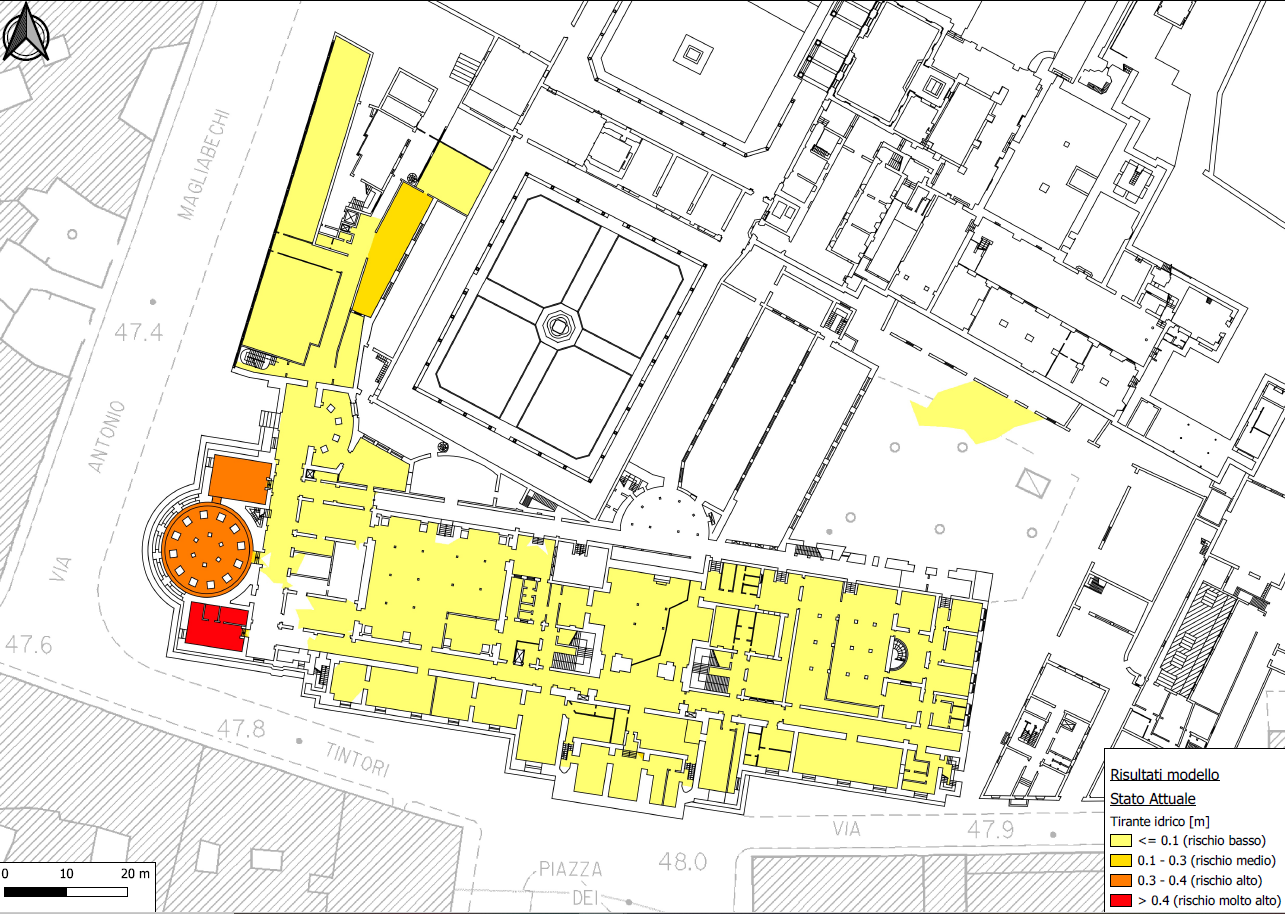 MAGLIABECHI
47.4
ANTONIO
VIA
47.6
47.8
TINTORI
VIA
47.9
48.0
PIAZZA
DEI
0 10 20 m
Risultati modello
Stato Attuale
Tirante idrico [m]
<= 0.1 (rischio basso)
0.1 - 0.3 (rischio medio)
0.3 - 0.4 (rischio alto)
> 0.4 (rischio molto alto)